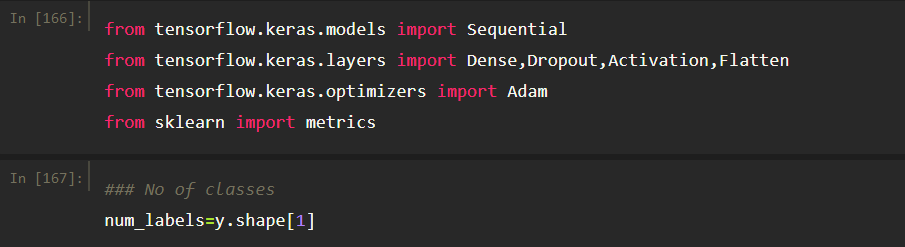 In [166]:
from tensorflow.keras.models import Sequential
from tensorflow.keras.layers import Dense,Dropout,Activation,Flatten
from tensorflow.keras.optimizers import Adam
from sklearn import metrics
In [167]:
### No of classes
num_labels=y.shape[1]